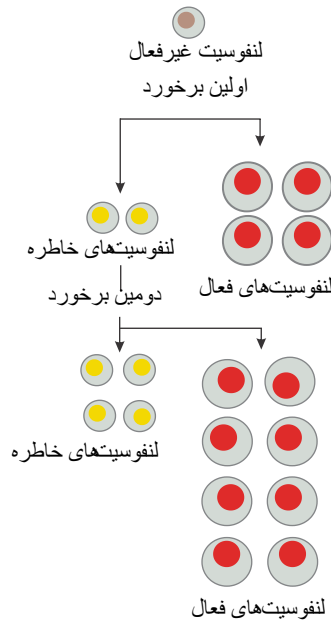 لنفوسیت غیرفعال
اولین برخورد
لنفوسیت‌های خاطره
لنفوسیت‌های فعال
دومین برخورد
لنفوسیت‌های خاطره
لنفوسیت‌های فعال